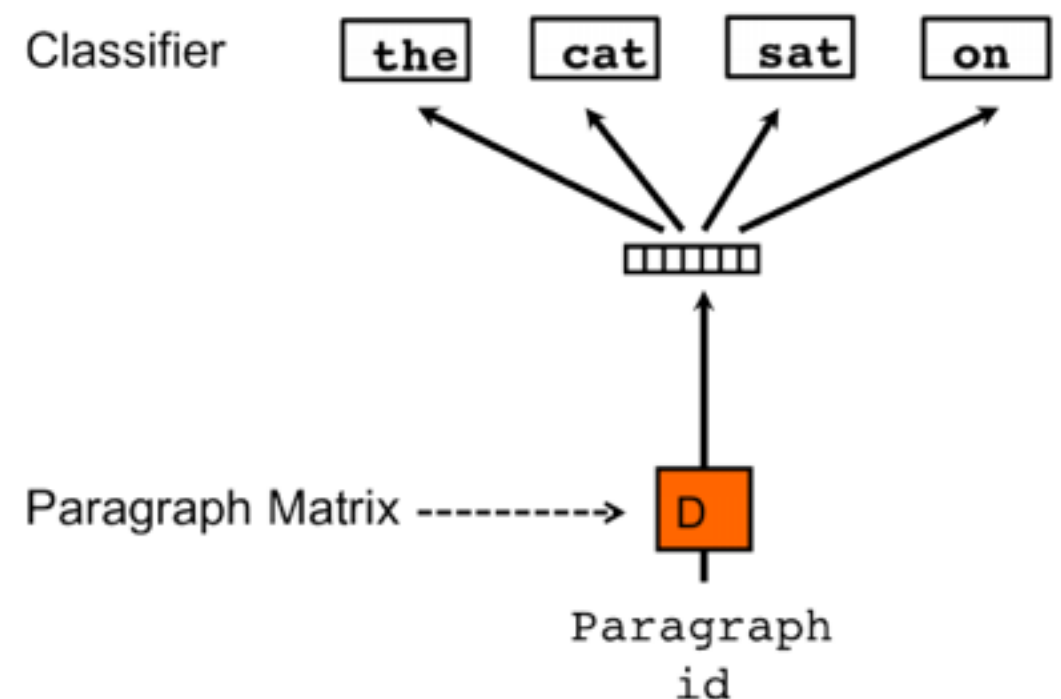 Classifier the cat sat on
Paragraph Matrix D
Paragraph
id